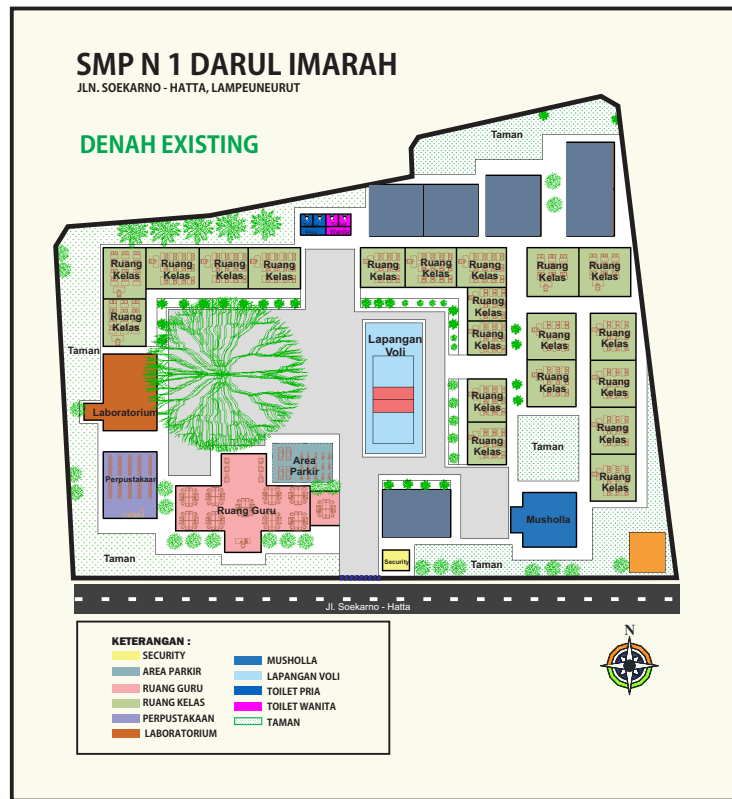 SMP N 1 DARUL IMARAH
JLN. SOEKARNO - HATTA, LAMPEUNEURUT
DENAH EXISTING
Taman
Pria
Wanita
Ruang
Kelas
Ruang
Kelas
Ruang
Kelas
Ruang
Kelas
Ruang
Kelas
Ruang
Kelas
Ruang
Kelas
Ruang
Kelas
Ruang
Kelas
Ruang
Kelas
Ruang
Kelas
Ruang
Kelas
Ruang
Kelas
Ruang
Kelas
Ruang
Kelas
Lapangan
Voli
Taman
Ruang
Kelas
Ruang
Kelas
Ruang
Kelas
Ruang
Kelas
Laboratorium
Ruang
Kelas
Taman
Ruang
Kelas
Area
Parkir
Perpustakaan
Ruang
Kelas
Ruang Guru
Musholla
Taman
Security
Taman
Jl. Soekarno - Hatta
KETERANGAN :
SECURITY
AREA PARKIR
RUANG GURU
RUANG KELAS
PERPUSTAKAAN
LABORATORIUM
MUSHOLLA
LAPANGAN VOLI
TOILET PRIA
TOILET WANITA
TAMAN
N